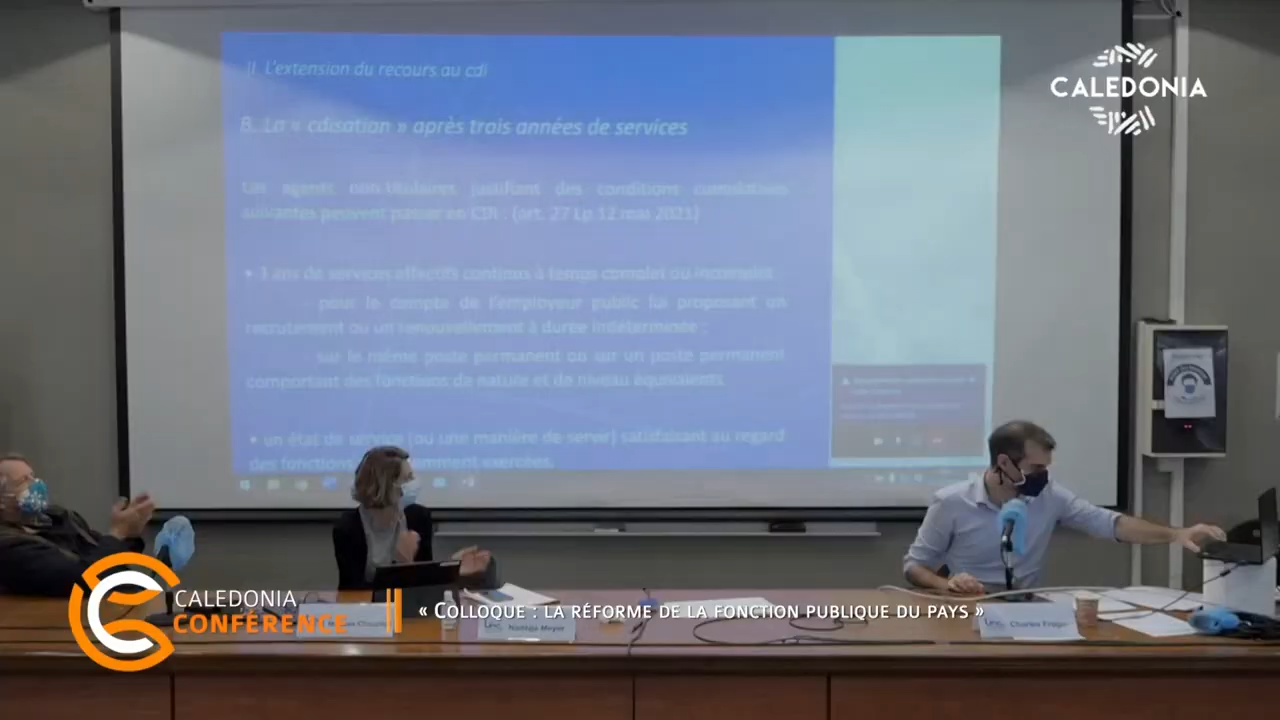 II. L'extension du recours au cdi
B. La « cdisation » après trois années de services
Les agents non-titulaires justifiant des conditions cumulatives
suivantes peuvent passer en CDI : (art. 27 Lp 12 mai 2021)
• 3 ans de services effectifs continus à temps complet ou incomplet
pour le compte de l'employeur public lui proposant un
recrutement ou un renouvellement à durée indéterminée ;
sur le même poste permanent ou sur un poste permanent
comportant des fonctions de nature et de niveau équivalents
• un état de service (ou une manière de servir) satisfaisant au regard
des fonctions exercées.
CALEDONIA
CALEDONIA
CONFÉRENCE
« Colloque : la réforme de la fonction publique du pays »
Nadège Meyer
Charles Froger